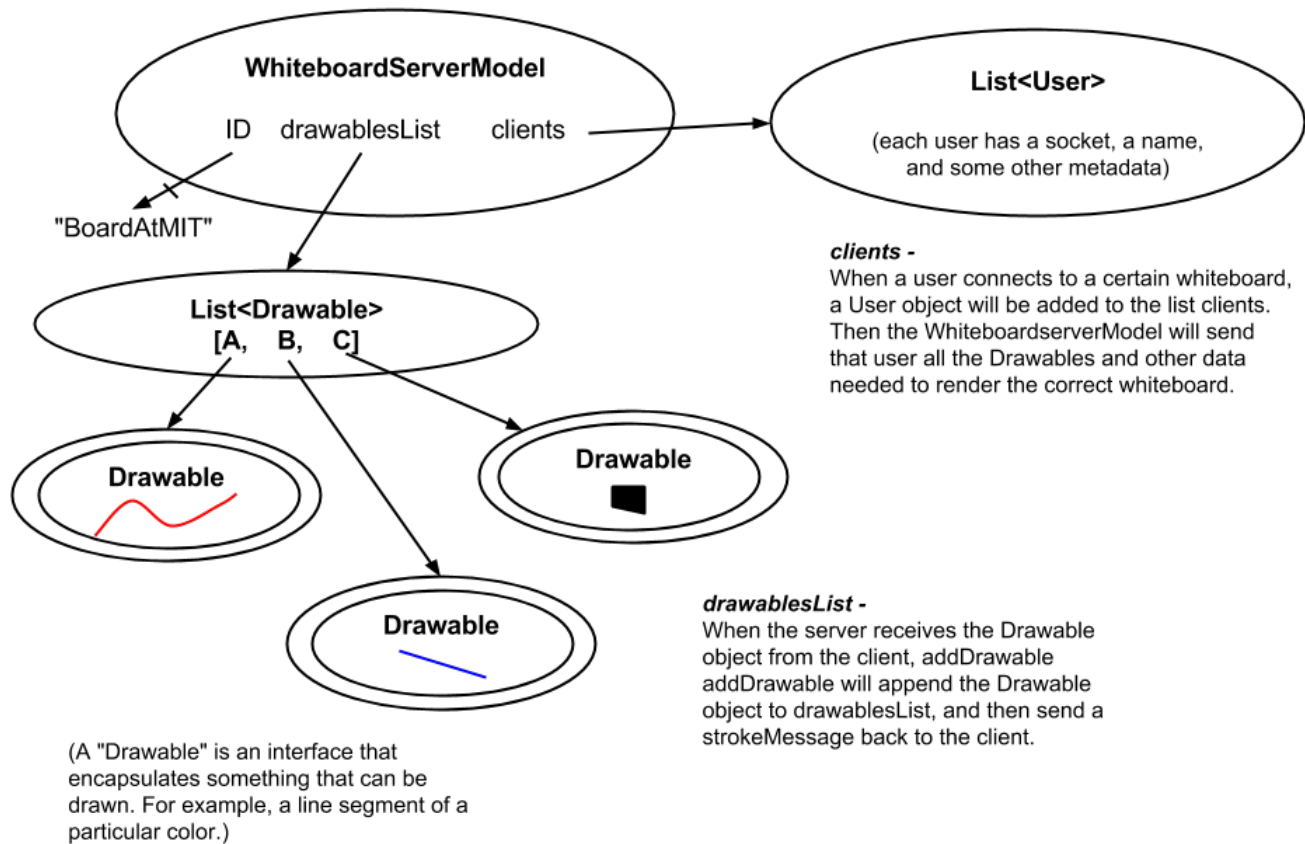 WhiteboardServerModel
ID drawablesList clients
"BoardAtMIT"
List<User>
(each user has a socket, a name,
and some other metadata)
clients -
When a user connects to a certain whiteboard,
a User object will be added to the list clients.
Then the WhiteboardserverModel will send
that user all the Drawables and other data
needed to render the correct whiteboard.
List<Drawable>
[A, B, C]
Drawable
Drawable
Drawable
drawablesList -
When the server receives the Drawable
object from the client, addDrawable
addDrawable will append the Drawable
object to drawablesList, and then send a
strokeMessage back to the client.
(A "Drawable" is an interface that
encapsulates something that can be
drawn. For example, a line segment of a
particular color.)